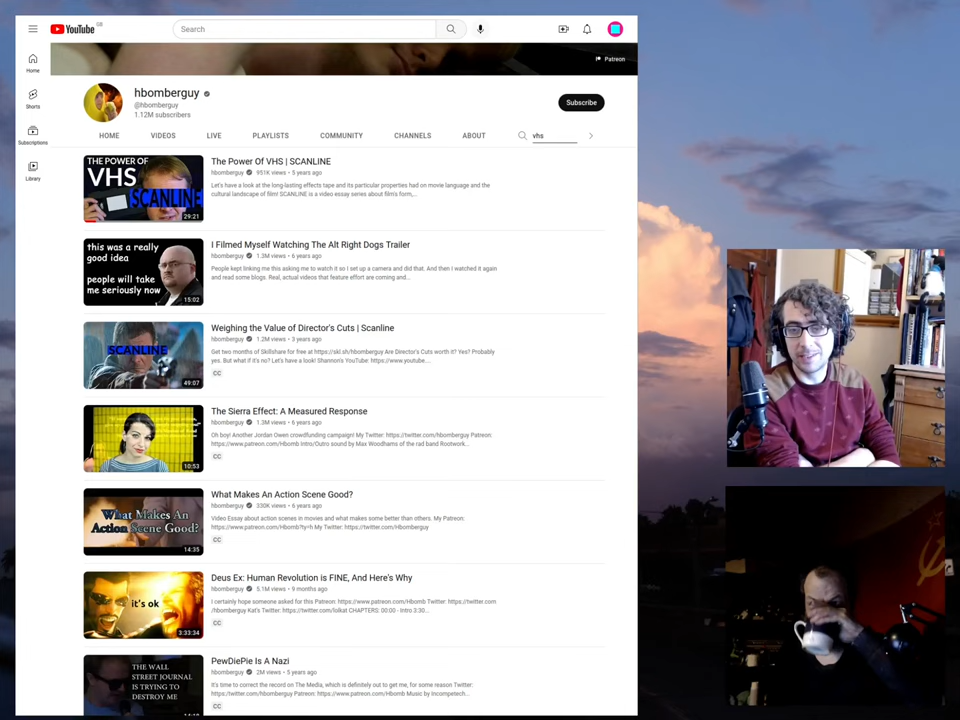 YouTube GB
Search
Home
Shorts
Subscriptions
Library
Patreon
hbomberguy
@hbomberguy
1.12M subscribers
Subscribe
HOME VIDEOS LIVE PLAYLISTS COMMUNITY CHANNELS ABOUT vhs
THE POWER OF
VHS
SCANLINE
29:21
The Power Of VHS | SCANLINE
hbomberguy 951K views • 5 years ago
Let's have a look at the long-lasting effects tape and its particular properties had on movie language and the
cultural landscape of film! SCANLINE is a video essay series about film's form,...
this was a really
good idea
people will take
me seriously now
15:02
I Filmed Myself Watching The Alt Right Dogs Trailer
hbomberguy 1.3M views • 6 years ago
People kept linking me this asking me to watch it so I set up a camera and did that. And then I watched it again
and read some blogs. Real, actual videos that feature effort are coming and...
SCANLINE
49:07
Weighing the Value of Director's Cuts | Scanline
hbomberguy 1.2M views • 3 years ago
Get two months of Skillshare for free at https://skl.sh/hbomberguy Are Director's Cuts worth it? Yes? Probably
yes. But what if it's no? Let's have a look! Shannon's YouTube: https://www.youtube...
CC
10:53
The Sierra Effect: A Measured Response
hbomberguy 1.3M views • 6 years ago
Oh boy! Another Jordan Owen crowdfunding campaign! My Twitter: https://twitter.com/hbomberguy Patreon:
https://www.patreon.com/Hbomb Intro/Outro sound by Max Woodhams of the rad band Rootwork...
CC
What Makes An
Action Scene Good?
14:35
What Makes An Action Scene Good?
hbomberguy 330K views • 6 years ago
Video Essay about action scenes in movies and what makes some better than others. My Patreon:
https://www.patreon.com/Hbomb?ty=h My Twitter: https://twitter.com/Hbomberguy
CC
it's ok
3:33:34
Deus Ex: Human Revolution is FINE, And Here's Why
hbomberguy 5.1M views • 9 months ago
I certainly hope someone asked for this Patreon: https://www.patreon.com/Hbomb Twitter: https://twitter.com
/hbomberguy Kat's Twitter: https://twitter.com/lolkat CHAPTERS: 00:00 - Intro 3:30...
CC
THE WALL
STREET JOURNAL
IS TRYING TO
DESTROY ME
PewDiePie Is A Nazi
hbomberguy 2M views • 5 years ago
It's time to correct the record on The Media, which is definitely out to get me, for some reason Twitter:
https://twitter.com/hbomberguy Patreon: https://www.patreon.com/Hbomb Music by Incompetech...
CC